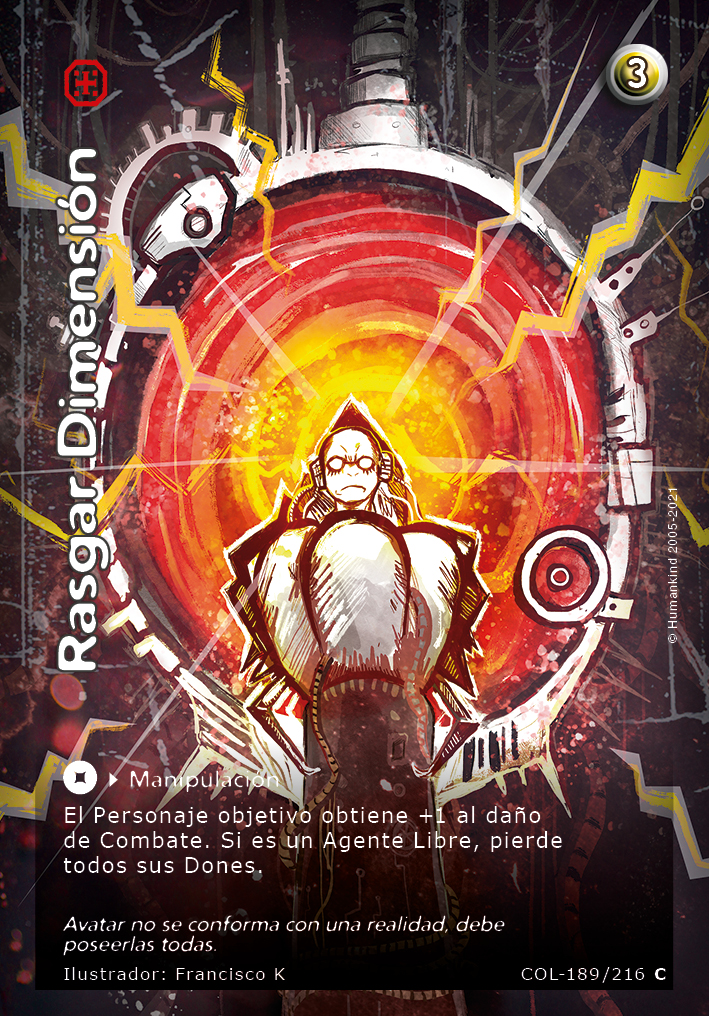 3
Rasgar Dimensión
© Humankind 2005-2021
Manipulación
El Personaje objetivo obtiene +1 al daño
de Combate. Si es un Agente Libre, pierde
todos sus Dones.
Avatar no se conforma con una realidad, debe
poseerlas todas.
Ilustrador: Francisco K
COL-189/216 C